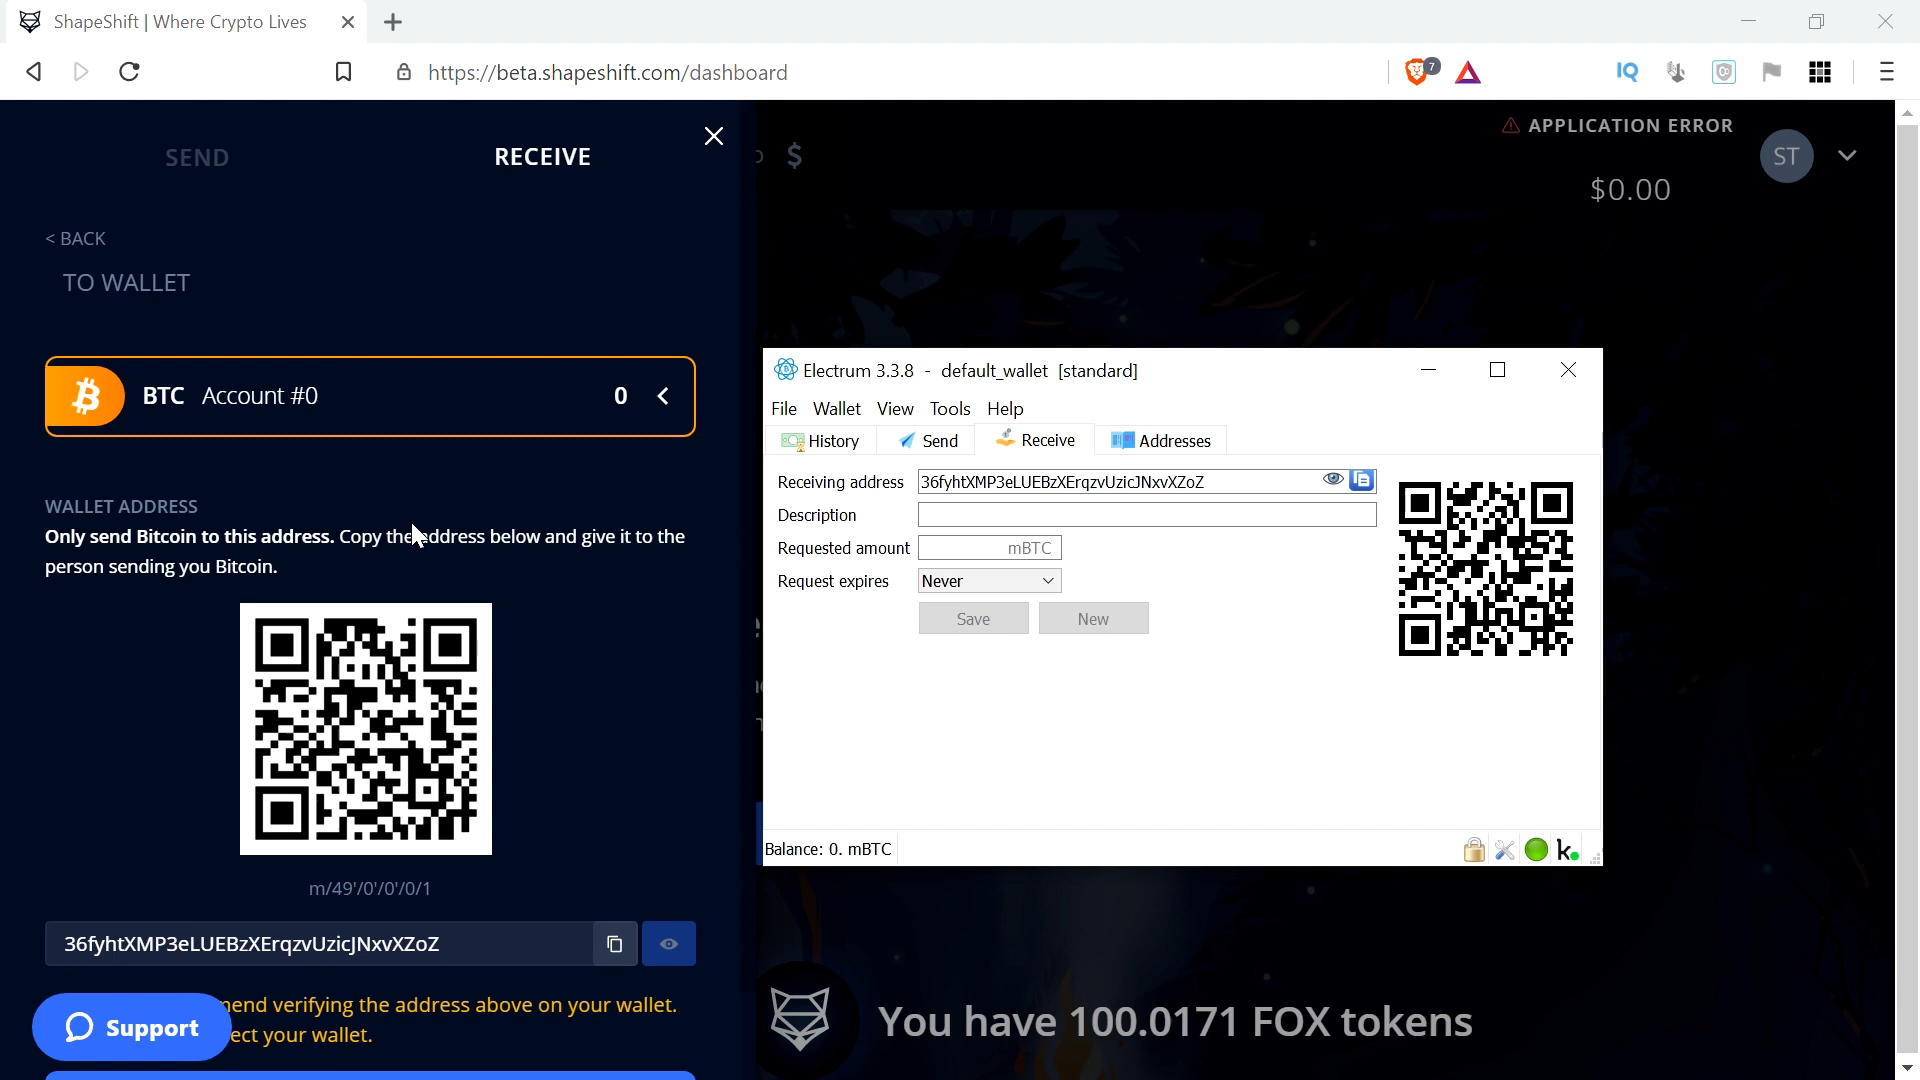 ShapeShift | Where Crypto Lives
https://beta.shapeshift.com/dashboard
7
SEND
RECEIVE
$
APPLICATION ERROR
ST
$0.00
< BACK
TO WALLET
BTC Account #0
0
WALLET ADDRESS
Only send Bitcoin to this address. Copy the address below and give it to the
person sending you Bitcoin.
m/49'/0'/0'/0/1
36fyhtXMP3eLUEBzXErqzvUzicJNxvXZoZ
mend verifying the address above on your wallet.
ect your wallet.
Support
Electrum 3.3.8 - default_wallet [standard]
File Wallet View Tools Help
History
Send
Receive
Addresses
Receiving address
36fyhtXMP3eLUEBzXErqzvUzicJNxvXZoZ
Description
Requested amount
mBTC
Request expires
Never
Save
New
Balance: 0. mBTC
k.
You have 100.0171 FOX tokens